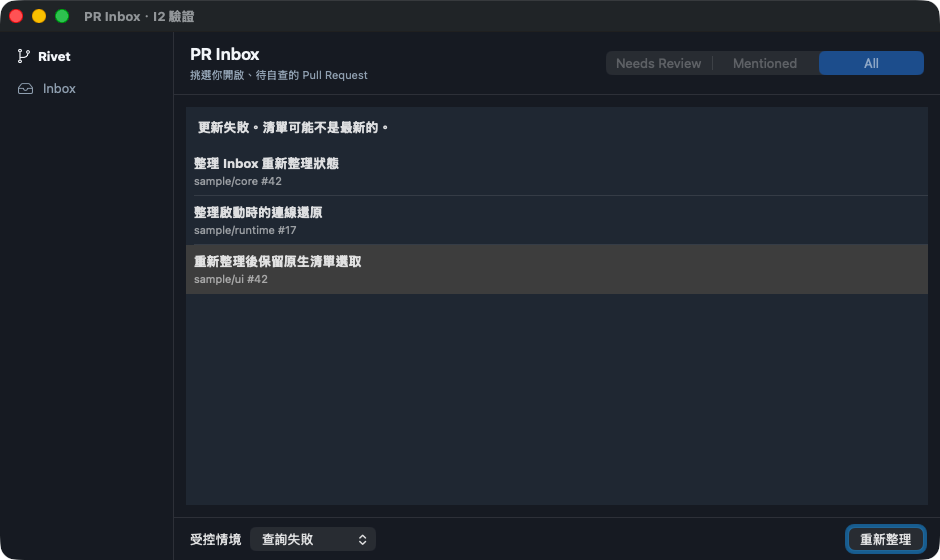 PR Inbox · I2 驗證
Rivet
Inbox
PR Inbox
挑選你開啟、待自查的 Pull Request
Needs Review
Mentioned
All
更新失敗。清單可能不是最新的。
整理 Inbox 重新整理狀態
sample/core #42
整理啟動時的連線還原
sample/runtime #17
重新整理後保留原生清單選取
sample/ui #42
受控情境
查詢失敗
重新整理